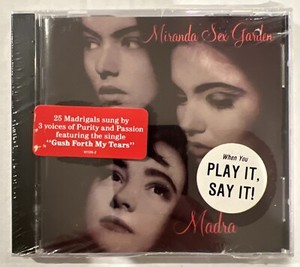 Miranda Sex Garden
25 Madrigals sung by
3 voices of Purity and Passion
featuring the single
"Gush Forth My Tears"
When You
PLAY IT,
SAY IT!
Madra